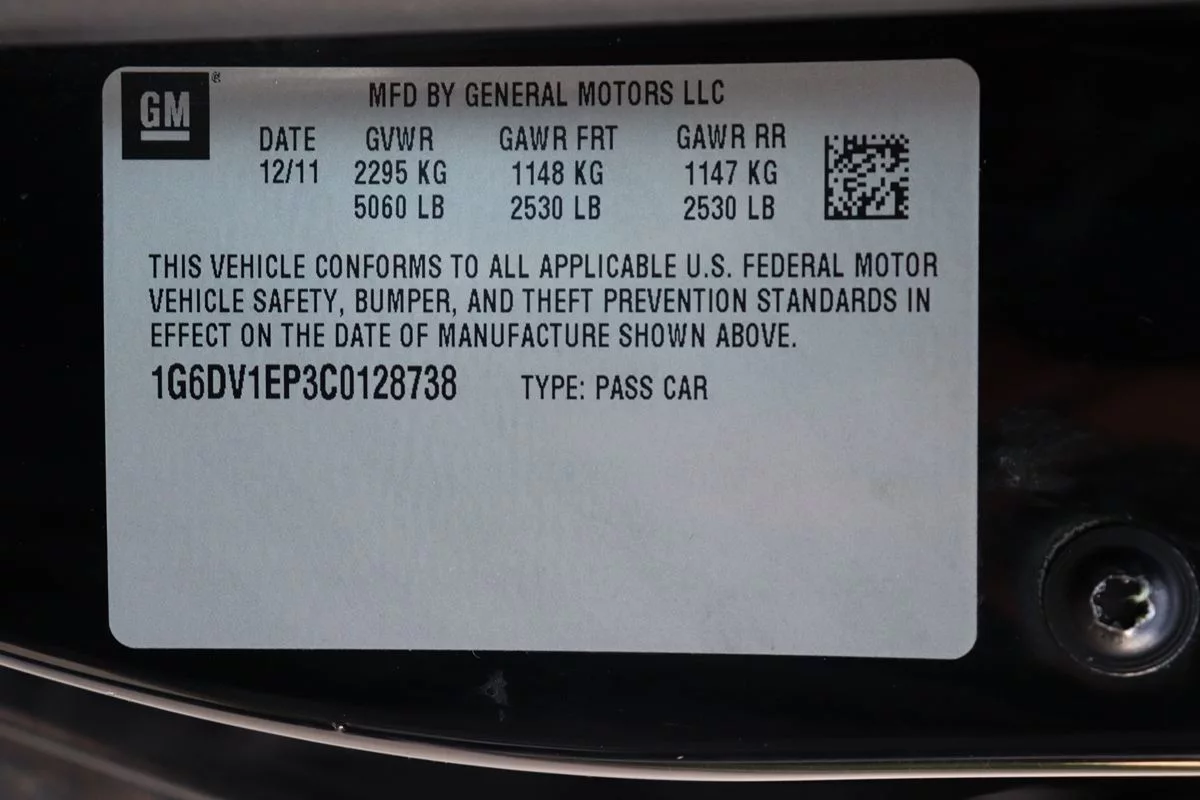 GM®
MFD BY GENERAL MOTORS LLC
DATE GVWR GAWR FRT GAWR RR
12/11 2295 KG 1148 KG 1147 KG
5060 LB 2530 LB 2530 LB
THIS VEHICLE CONFORMS TO ALL APPLICABLE U.S. FEDERAL MOTOR
VEHICLE SAFETY, BUMPER, AND THEFT PREVENTION STANDARDS IN
EFFECT ON THE DATE OF MANUFACTURE SHOWN ABOVE.
1G6DV1EP3C0128738 TYPE: PASS CAR